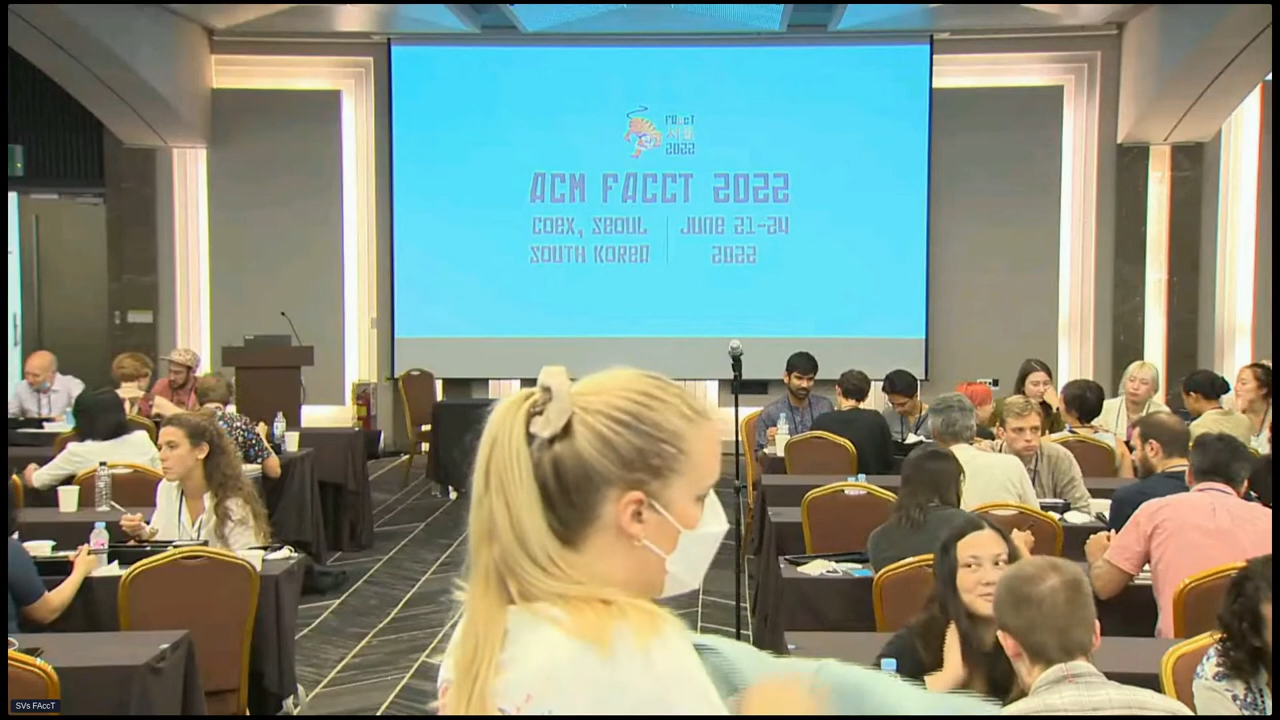 FAccT
서울
2022
ACM FACCT 2022
COEX, SEOUL
SOUTH KOREA
JUNE 21-24
2022
SVs FAccT